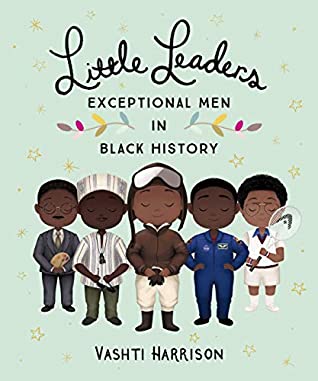 Little Leaders
EXCEPTIONAL MEN
IN
BLACK HISTORY
VASHTI HARRISON